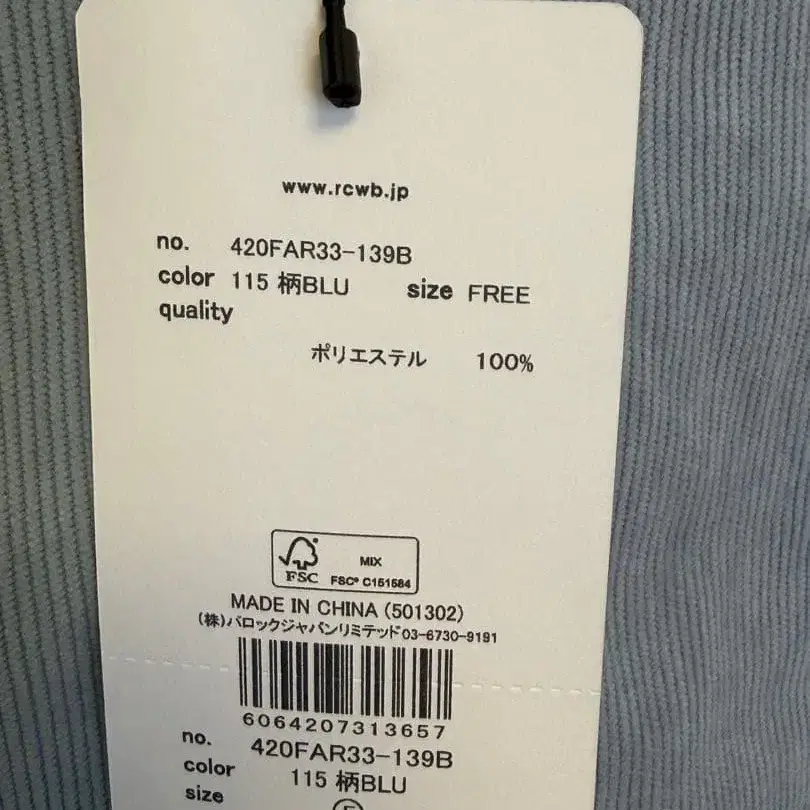 www.rcwb.jp
no. 420FAR33-139B
color 115 柄BLU size FREE
quality
ポリエステル 100%
FSC MIX
FSC® C151584
MADE IN CHINA (501302)
(株)バロックジャパンリミテッド03-6730-9191
6064207313657
no. 420FAR33-139B
color 115 柄BLU
size F